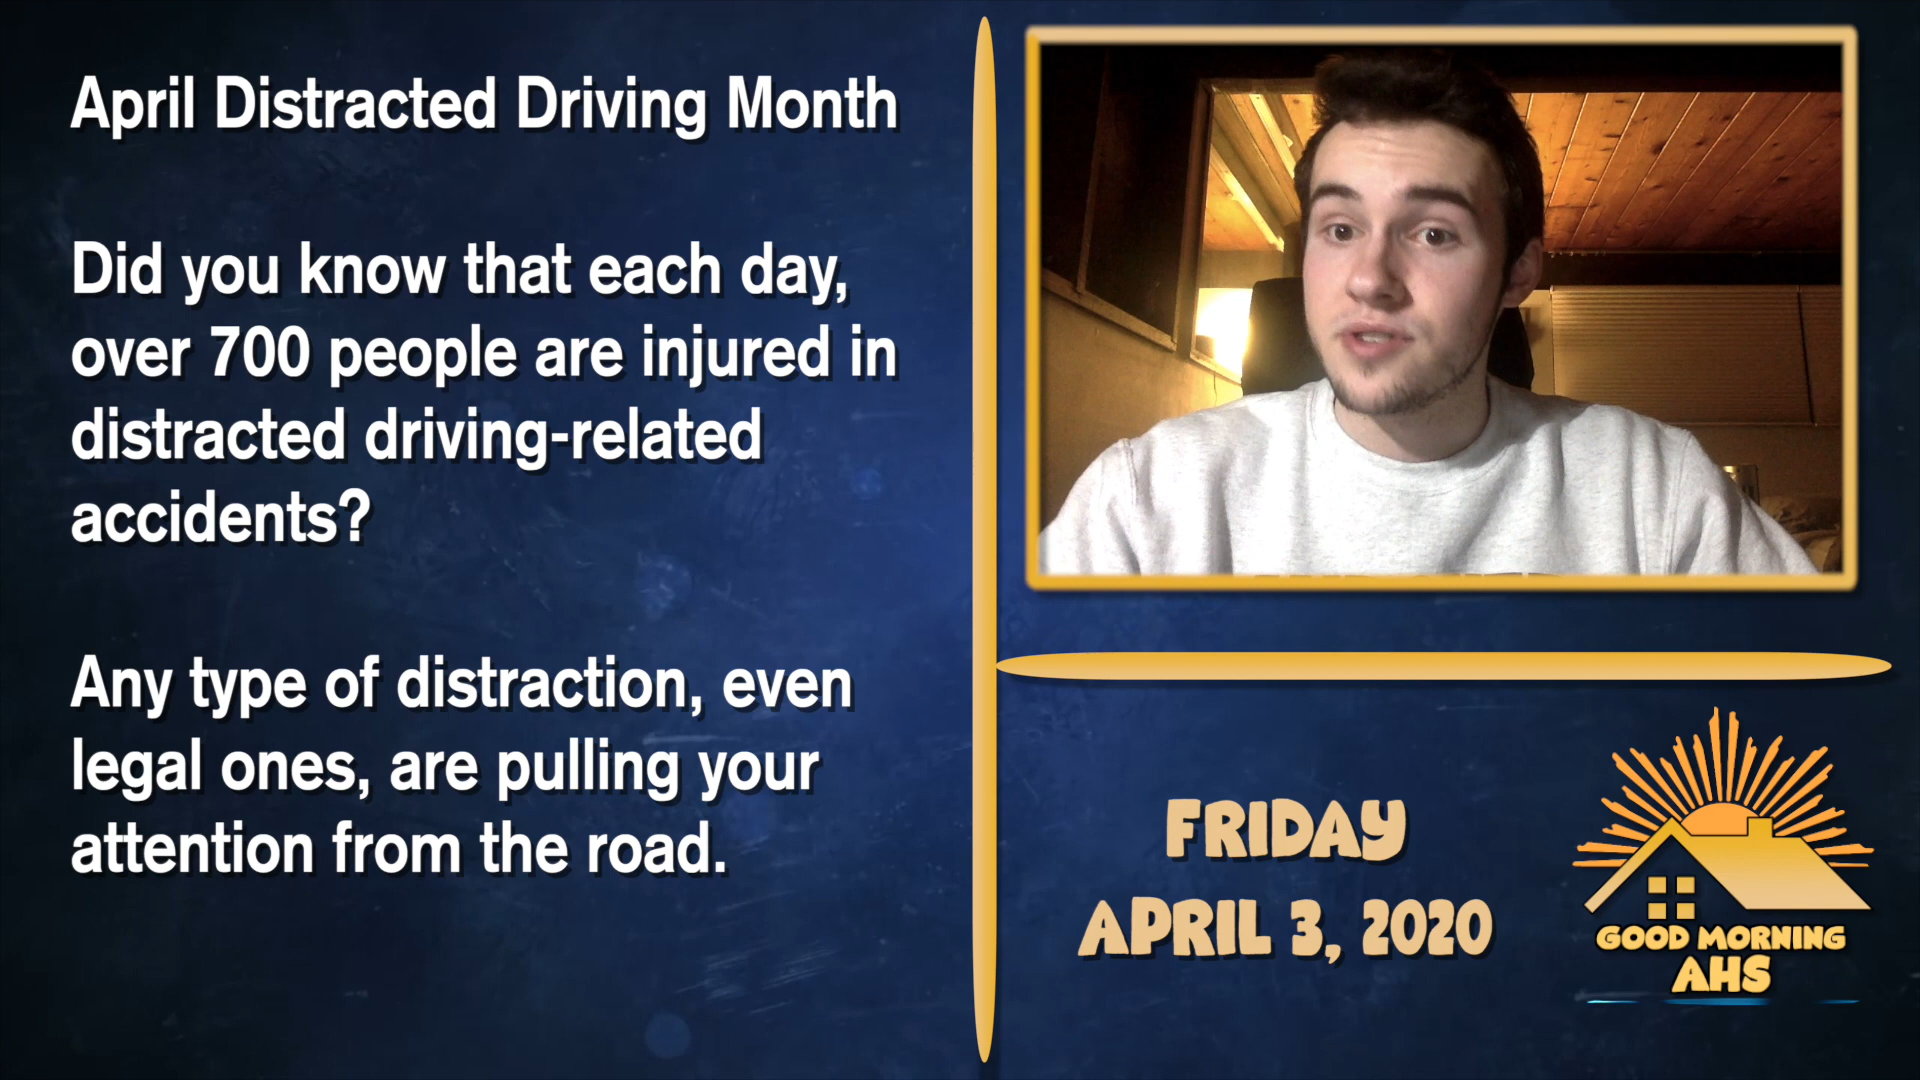 April Distracted Driving Month
Did you know that each day,
over 700 people are injured in
distracted driving-related
accidents?
Any type of distraction, even
legal ones, are pulling your
attention from the road.
FRIDAY
APRIL 3, 2020
GOOD MORNING
AHS